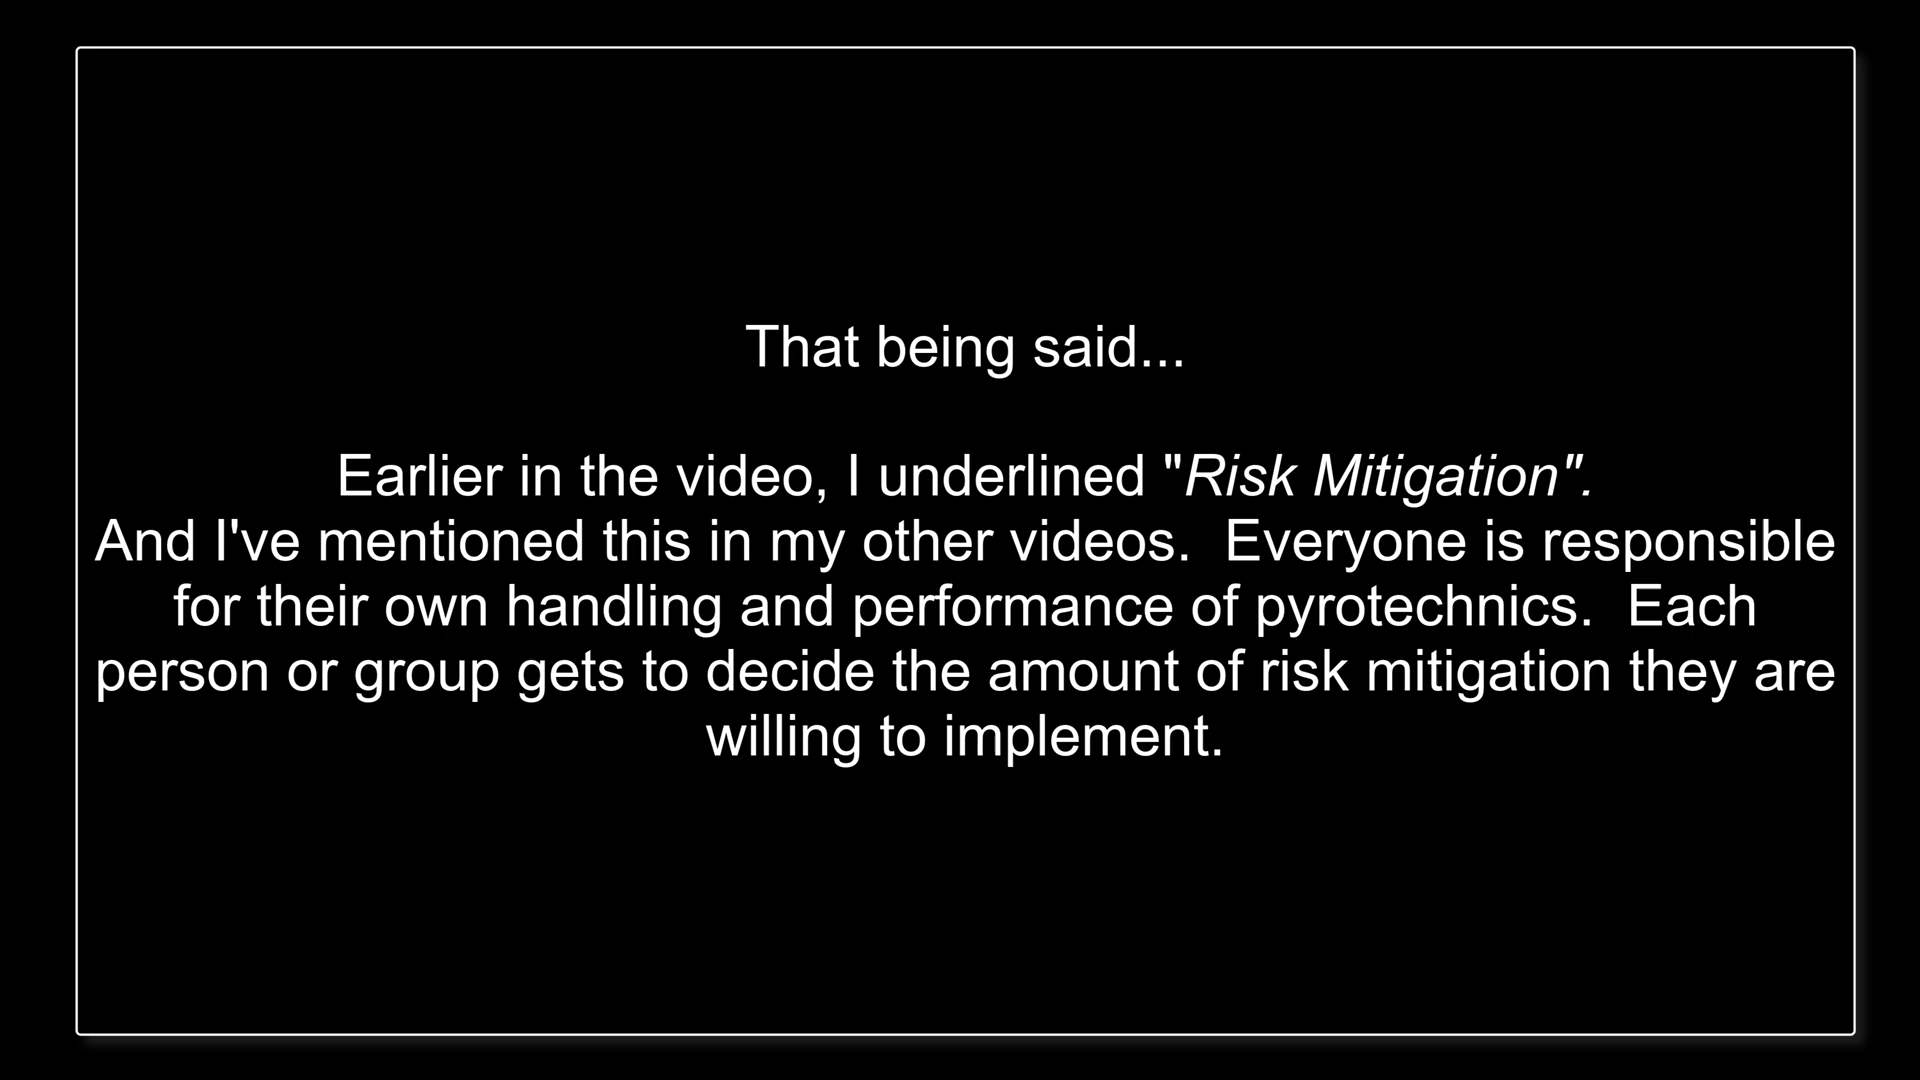 That being said...
Earlier in the video, I underlined "Risk Mitigation".
And I've mentioned this in my other videos.  Everyone is responsible
for their own handling and performance of pyrotechnics.  Each
person or group gets to decide the amount of risk mitigation they are
willing to implement.